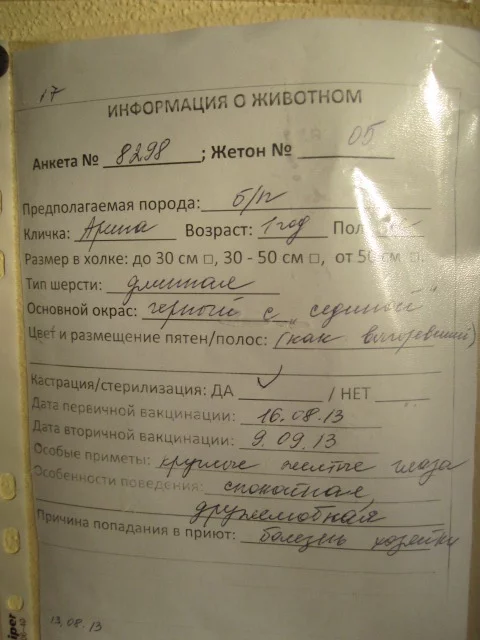 17
ИНФОРМАЦИЯ О ЖИВОТНОМ
Анкета № 8298 ; Жетон № 05
Предполагаемая порода: б/п
Кличка: Ариша Возраст: 1 год Пол:
Размер в холке: до 30 см □, 30 - 50 см □, от 50 см □.
Тип шерсти: длинная
Основной окрас: черный с "сединой"
Цвет и размещение пятен/полос: (как выгоревший)
Кастрация/стерилизация: ДА ✓ / НЕТ
Дата первичной вакцинации: 16.08.13
Дата вторичной вакцинации: 9.09.13
Особые приметы: круглые желтые глаза
Особенности поведения: спокойная,
дружелюбная
Причина попадания в приют: болезнь хозяйки
13.08.13